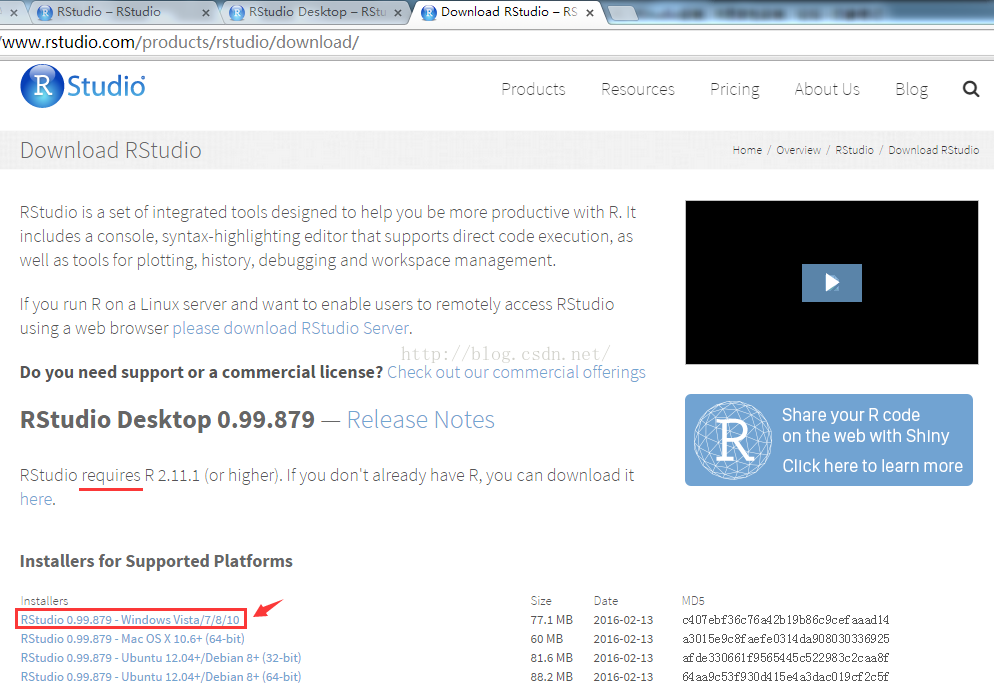 RStudio – RStudio
RStudio Desktop – RStu
Download RStudio – RS
/www.rstudio.com/products/rstudio/download/
R Studio
Products
Resources
Pricing
About Us
Blog
Download RStudio
Home / Overview / RStudio / Download RStudio
RStudio is a set of integrated tools designed to help you be more productive with R. It
includes a console, syntax-highlighting editor that supports direct code execution, as
well as tools for plotting, history, debugging and workspace management.
If you run R on a Linux server and want to enable users to remotely access RStudio
using a web browser please download RStudio Server.
http://blog.csdn.net/
Do you need support or a commercial license? Check out our commercial offerings
R
Share your R code
on the web with Shiny
Click here to learn more
RStudio Desktop 0.99.879 — Release Notes
RStudio requires R 2.11.1 (or higher). If you don't already have R, you can download it
here.
Installers for Supported Platforms
Installers Size Date MD5
RStudio 0.99.879 - Windows Vista/7/8/10 77.1 MB 2016-02-13 c407ebf36c76a42b19b86c9cefaaad14
RStudio 0.99.879 - Mac OS X 10.6+ (64-bit) 60 MB 2016-02-13 a3015e9c8faefe0314da908030336925
RStudio 0.99.879 - Ubuntu 12.04+/Debian 8+ (32-bit) 81.6 MB 2016-02-13 afde330661f9565445c522983c2caa8f
RStudio 0.99.879 - Ubuntu 12.04+/Debian 8+ (64-bit) 88.2 MB 2016-02-13 64aa9c53f930d415e4a3dac019cf2c5f